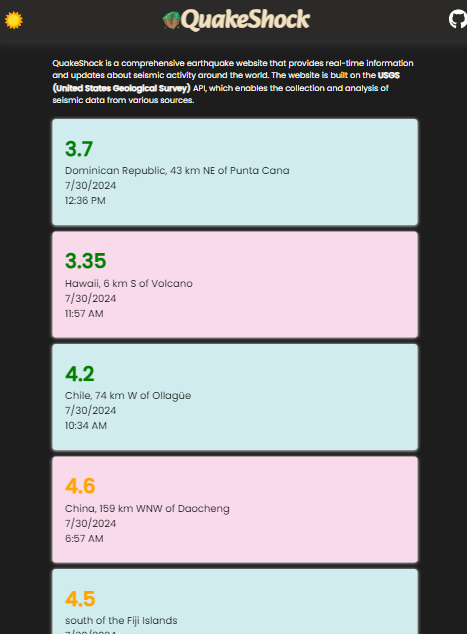 QuakeShock
QuakeShock is a comprehensive earthquake website that provides real-time information
and updates about seismic activity around the world. The website is built on the USGS
(United States Geological Survey) API, which enables the collection and analysis of
seismic data from various sources.
3.7
Dominican Republic, 43 km NE of Punta Cana
7/30/2024
12:36 PM
3.35
Hawaii, 6 km S of Volcano
7/30/2024
11:57 AM
4.2
Chile, 74 km W of Ollagüe
7/30/2024
10:34 AM
4.6
China, 159 km WNW of Daocheng
7/30/2024
6:57 AM
4.5
south of the Fiji Islands